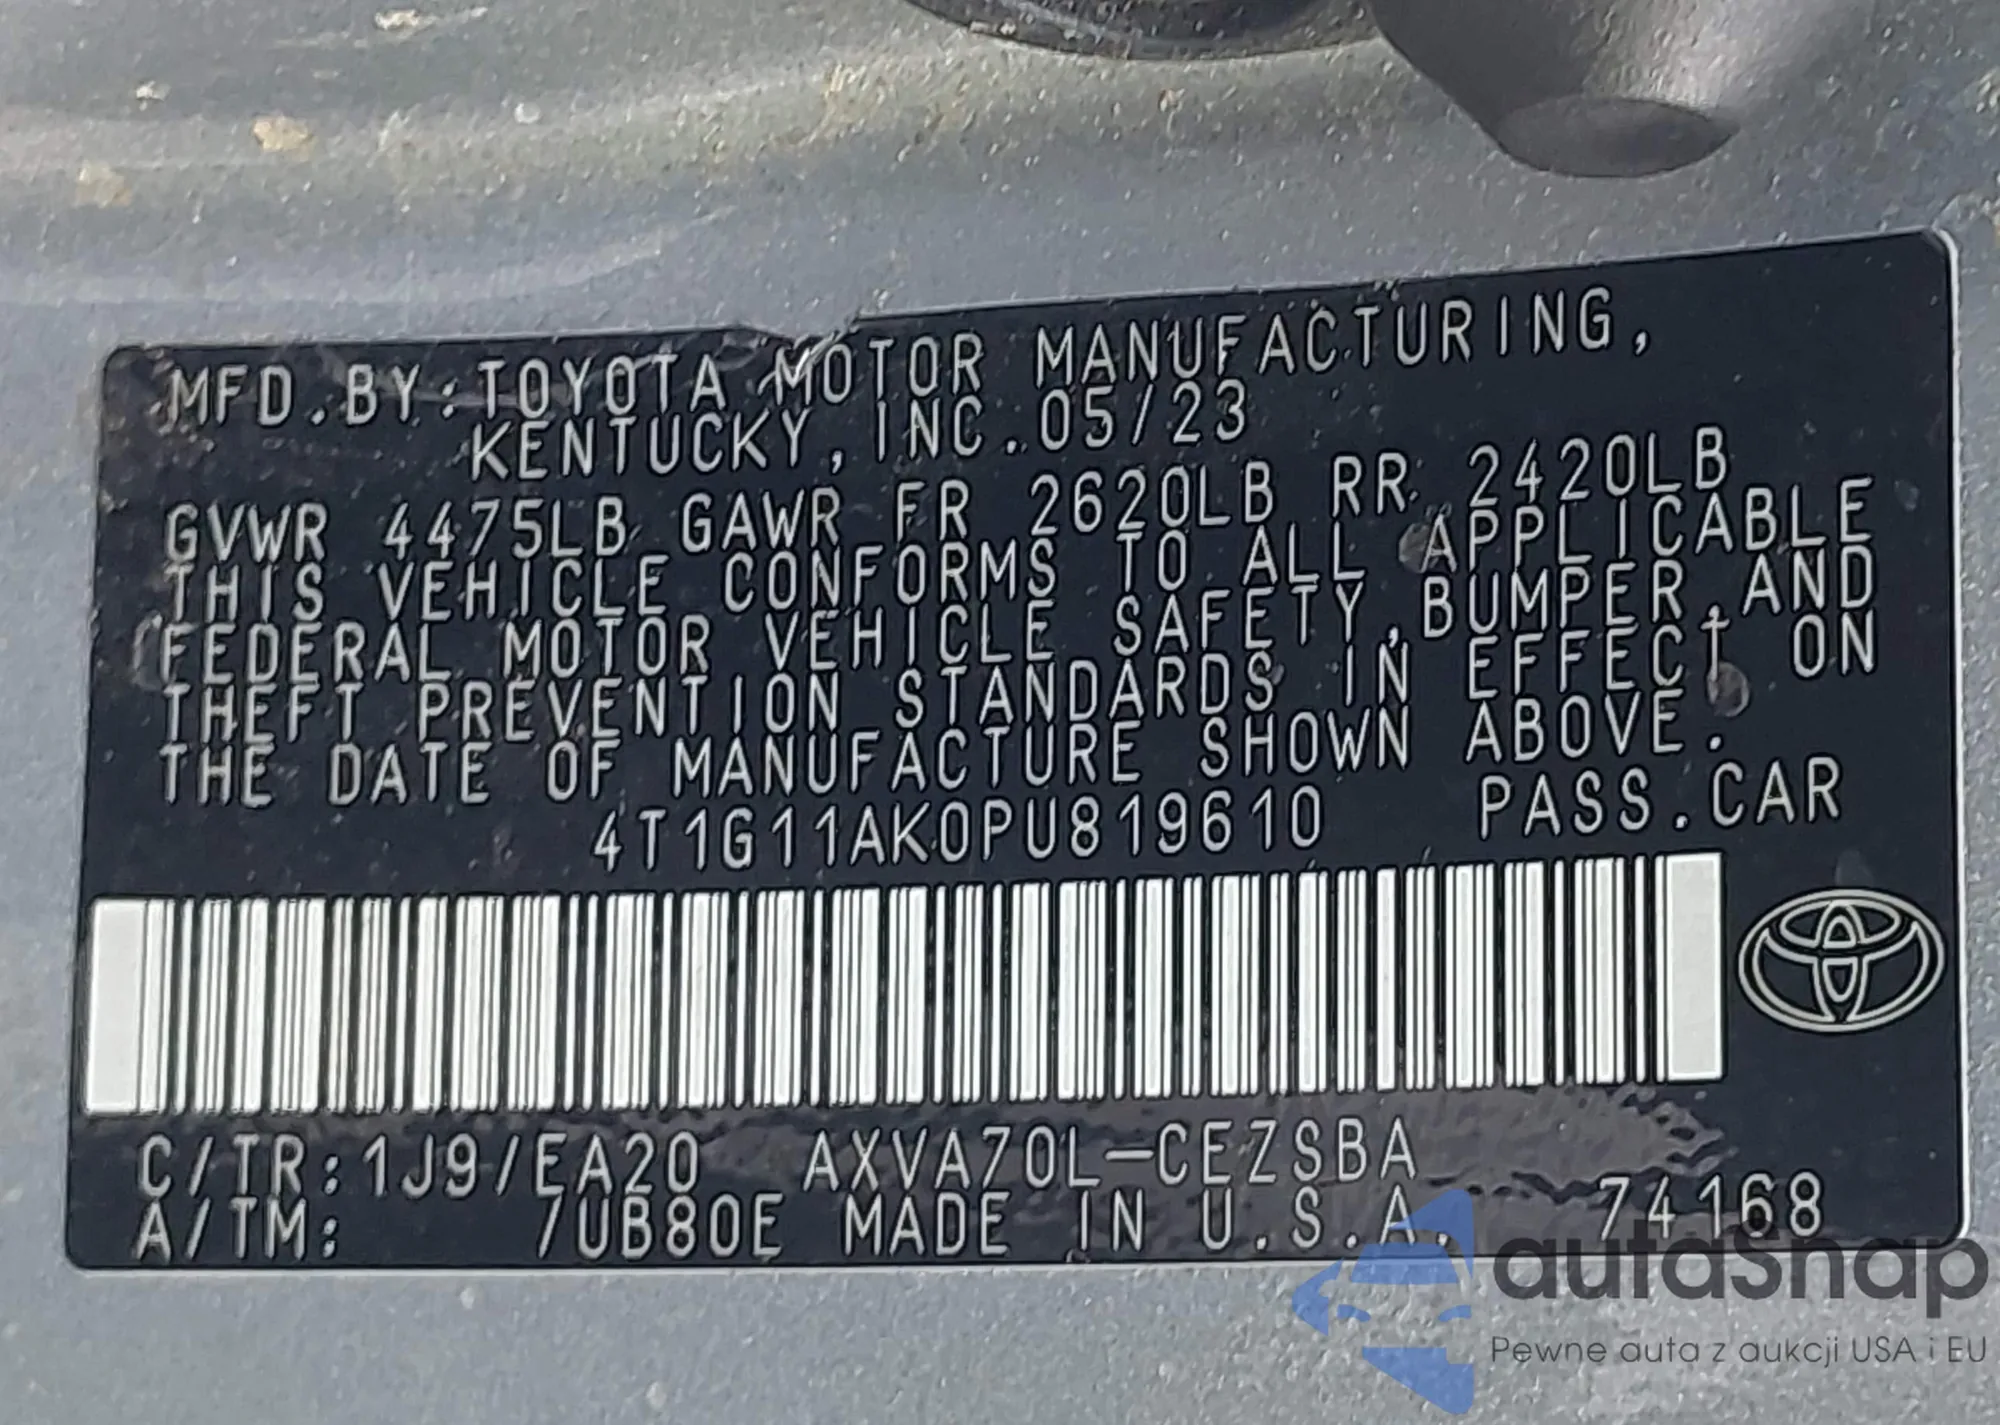 MFD.BY:TOYOTA MOTOR MANUFACTURING,
KENTUCKY, INC. 05/23
GVWR 4475LB GAWR FR 2620LB RR 2420LB
THIS VEHICLE CONFORMS TO ALL APPLICABLE
FEDERAL MOTOR VEHICLE SAFETY, BUMPER, AND
THEFT PREVENTION STANDARDS IN EFFECT ON
THE DATE OF MANUFACTURE SHOWN ABOVE.
4T1G11AK0PU819610 PASS.CAR
C/TR:1J9/EA20 AXVA70L-CEZSBA
A/TM: /UB80E MADE IN U.S.A. 74168
autaSnap
Pewne auta z aukcji USA i EU